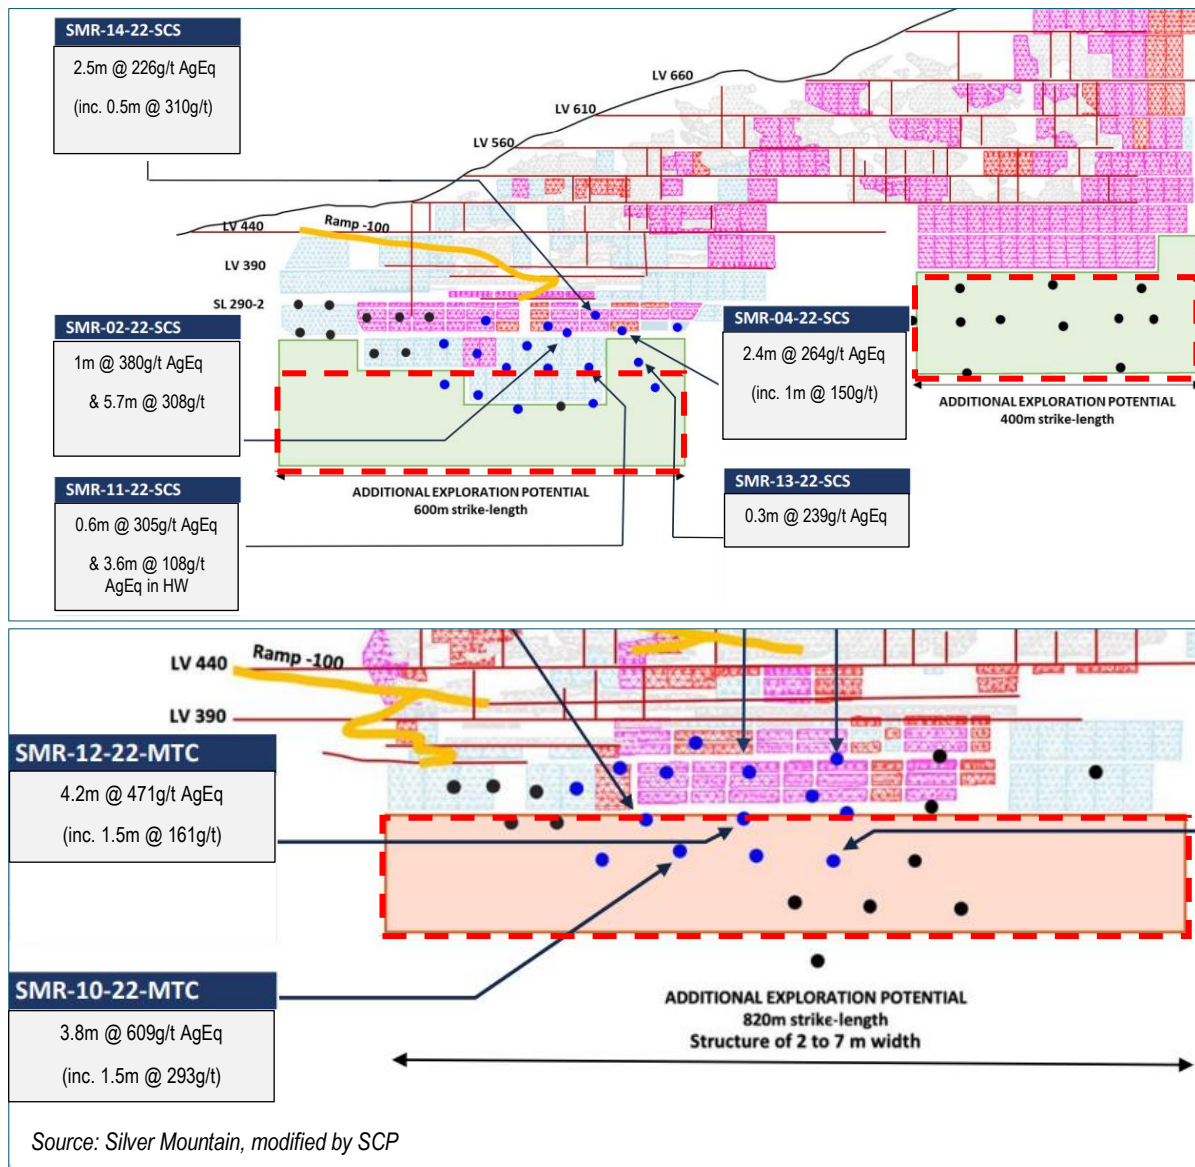 SMR-14-22-SCS
2.5m @ 226g/t AgEq
(inc. 0.5m @ 310g/t)
LV 660
LV 610
LV 560
LV 440
Ramp -100
LV 390
SL 290-2
SMR-02-22-SCS
1m @ 380g/t AgEq
& 5.7m @ 308g/t
SMR-04-22-SCS
2.4m @ 264g/t AgEq
(inc. 1m @ 150g/t)
ADDITIONAL EXPLORATION POTENTIAL
400m strike-length
SMR-11-22-SCS
0.6m @ 305g/t AgEq
& 3.6m @ 108g/t
AgEq in HW
ADDITIONAL EXPLORATION POTENTIAL
600m strike-length
SMR-13-22-SCS
0.3m @ 239g/t AgEq
LV 440
Ramp -100
LV 390
SMR-12-22-MTC
4.2m @ 471g/t AgEq
(inc. 1.5m @ 161g/t)
SMR-10-22-MTC
3.8m @ 609g/t AgEq
(inc. 1.5m @ 293g/t)
ADDITIONAL EXPLORATION POTENTIAL
820m strike-length
Structure of 2 to 7 m width
Source: Silver Mountain, modified by SCP